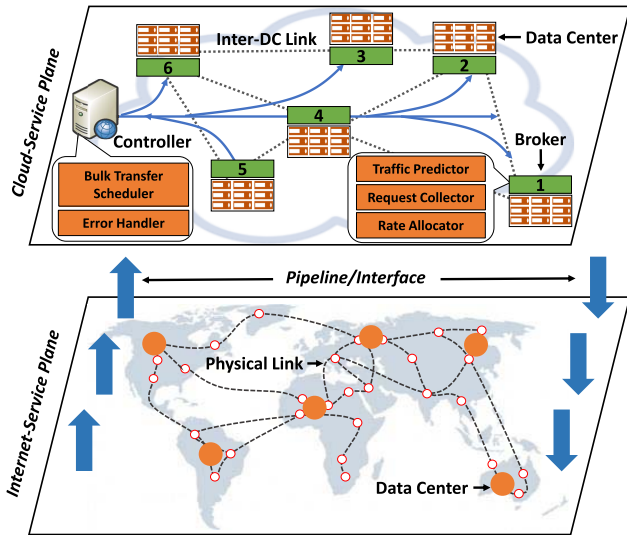 Cloud-Service Plane
Inter-DC Link
Data Center
6
3
2
4
Controller
Broker
5
1
Bulk Transfer
Scheduler
Error Handler
Traffic Predictor
Request Collector
Rate Allocator
Pipeline/Interface
Internet-Service Plane
Physical Link
Data Center